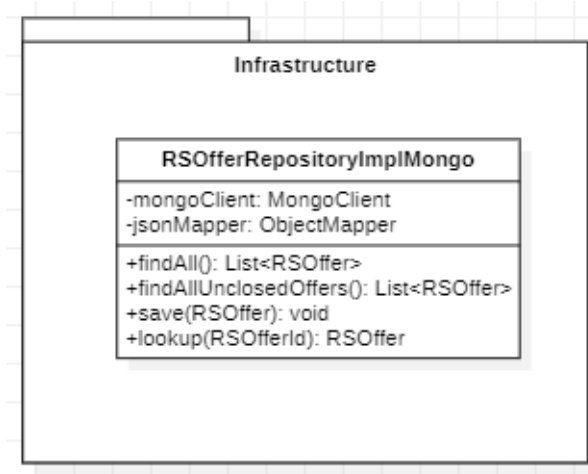 Infrastructure
RSOfferRepositoryImplMongo
-mongoClient: MongoClient
-jsonMapper: ObjectMapper
+findAll(): List<RSOffer>
+findAllUnclosedOffers(): List<RSOffer>
+save(RSOffer): void
+lookup(RSOfferId): RSOffer